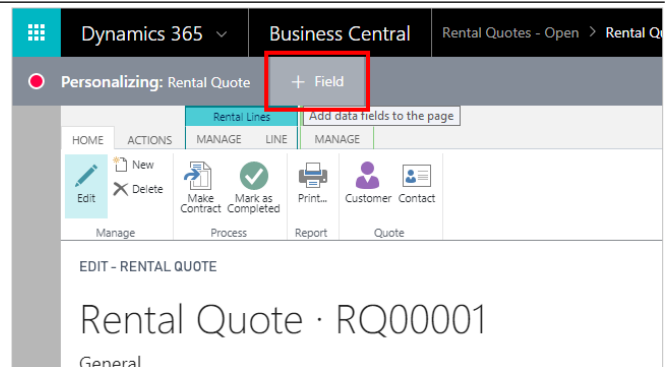 Dynamics 365 Business Central Rental Quotes - Open > Rental Qu
Personalizing: Rental Quote + Field
Rental Lines Add data fields to the page
HOME ACTIONS MANAGE LINE MANAGE
New
Delete
Edit Make Contract Mark as Completed Print... Customer Contact
Manage Process Report Quote
EDIT - RENTAL QUOTE
Rental Quote · RQ00001
General